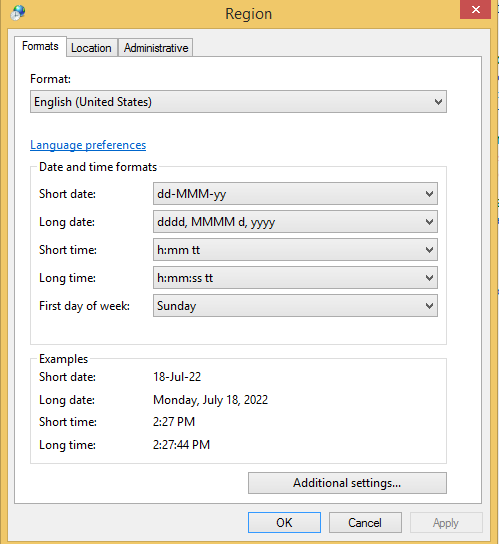 Region
Formats Location Administrative
Format:
English (United States)
Language preferences
Date and time formats
Short date: dd-MMM-yy
Long date: dddd, MMMM d, yyyy
Short time: h:mm tt
Long time: h:mm:ss tt
First day of week: Sunday
Examples
Short date: 18-Jul-22
Long date: Monday, July 18, 2022
Short time: 2:27 PM
Long time: 2:27:44 PM
Additional settings...
OK Cancel Apply